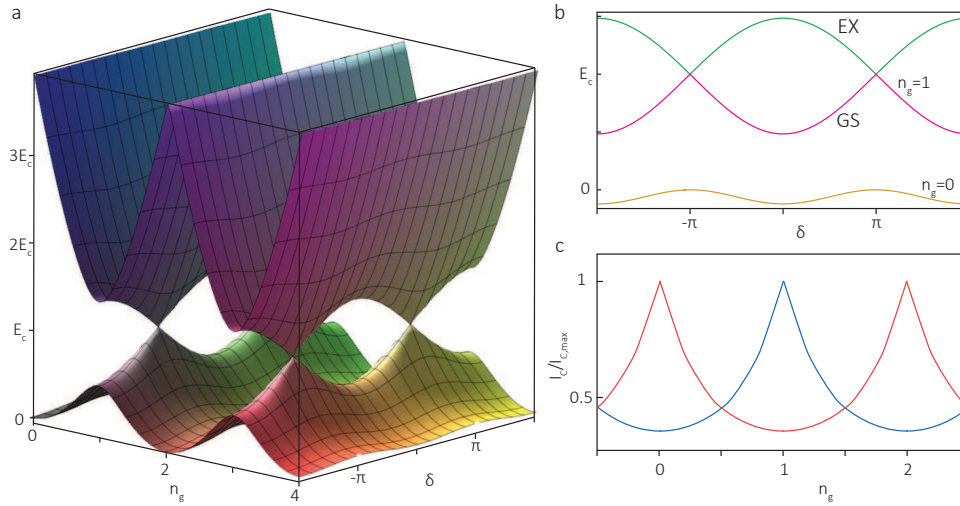 a
3E_c
2E_c
E_c
0
0
2
4
n_g
-π
π
δ
b
EX
E_c
n_g=1
GS
0
n_g=0
-π
δ
π
c
1
I_C/I_C,max
0.5
0
1
2
n_g